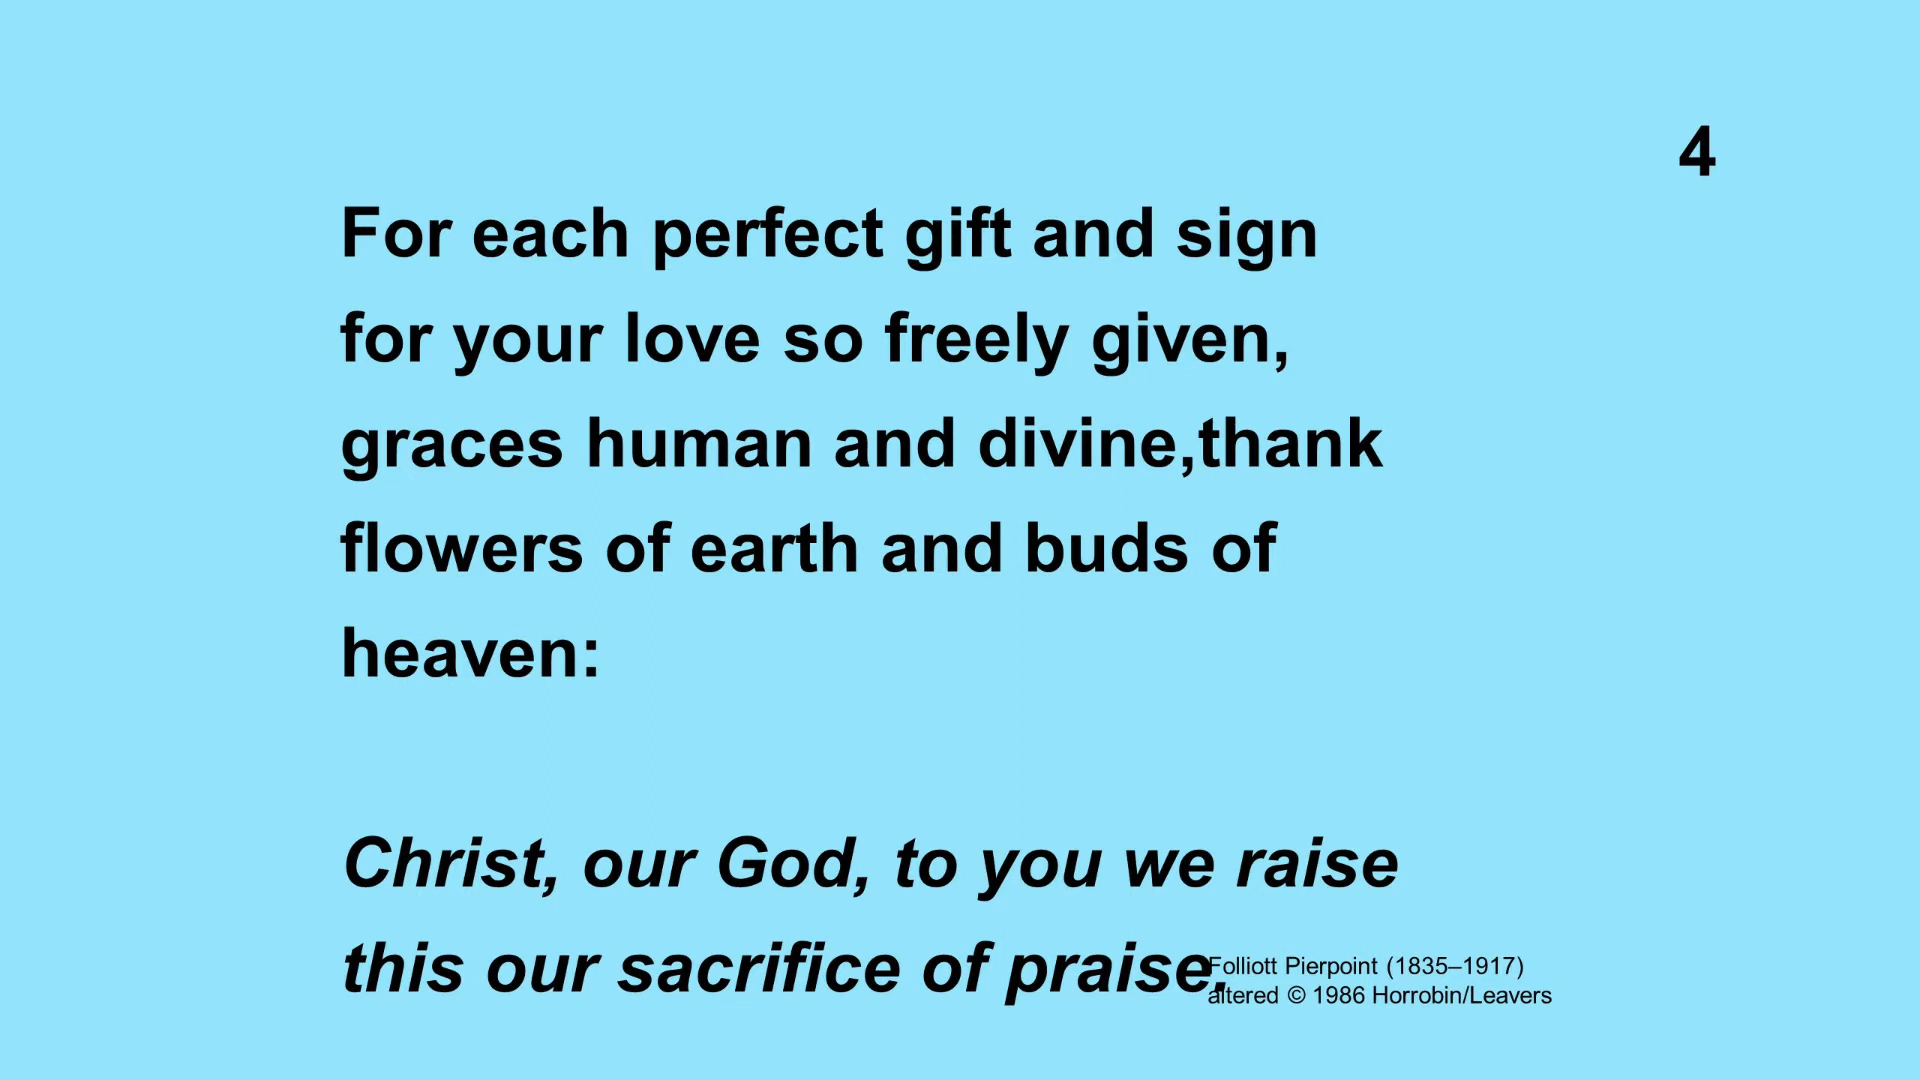 4
For each perfect gift and sign
for your love so freely given,
graces human and divine,thank
flowers of earth and buds of
heaven:
Christ, our God, to you we raise
this our sacrifice of praise.
Folliott Pierpoint (1835–1917)
altered © 1986 Horrobin/Leavers